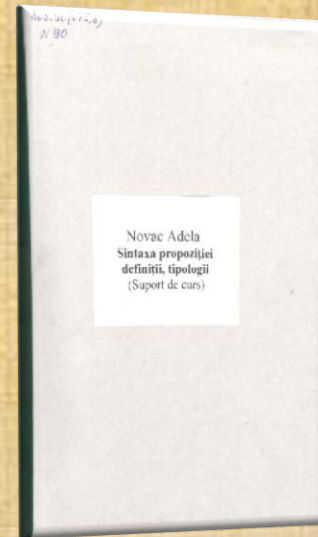 N 90
Novac Adela
Sintaxa propoziției
definiții, tipologii
(Suport de curs)